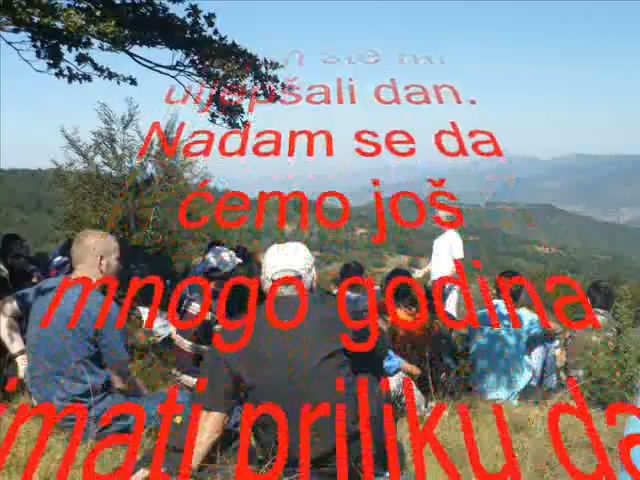 uljepšali dan.
Nadam se da
ćemo još
mnogo godina
imati priliku da